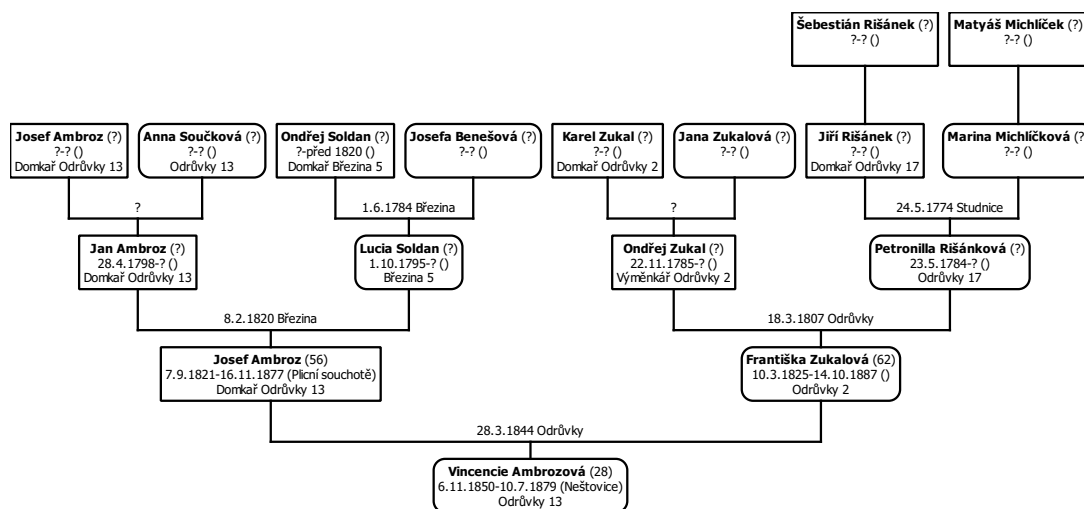 Šebestián Rišánek (?)
?-? ()
Matyáš Michlíček (?)
?-? ()
Josef Ambroz (?)
?-? ()
Domkař Odrůvky 13
Anna Součková (?)
?-? ()
Odrůvky 13
Ondřej Soldan (?)
?-před 1820 ()
Domkař Březina 5
Josefa Benešová (?)
?-? ()
Karel Zukal (?)
?-? ()
Domkař Odrůvky 2
Jana Zukalová (?)
?-? ()
Jiří Rišánek (?)
?-? ()
Domkař Odrůvky 17
Marina Michlíčková (?)
?-? ()
?
1.6.1784 Březina
?
24.5.1774 Studnice
Jan Ambroz (?)
28.4.1798-? ()
Domkař Odrůvky 13
Lucia Soldan (?)
1.10.1795-? ()
Březina 5
Ondřej Zukal (?)
22.11.1785-? ()
Výměnkář Odrůvky 2
Petronilla Rišánková (?)
23.5.1784-? ()
Odrůvky 17
8.2.1820 Březina
18.3.1807 Odrůvky
Josef Ambroz (56)
7.9.1821-16.11.1877 (Plicní souchotě)
Domkař Odrůvky 13
Františka Zukalová (62)
10.3.1825-14.10.1887 ()
Odrůvky 2
28.3.1844 Odrůvky
Vincencie Ambrozová (28)
6.11.1850-10.7.1879 (Neštovice)
Odrůvky 13